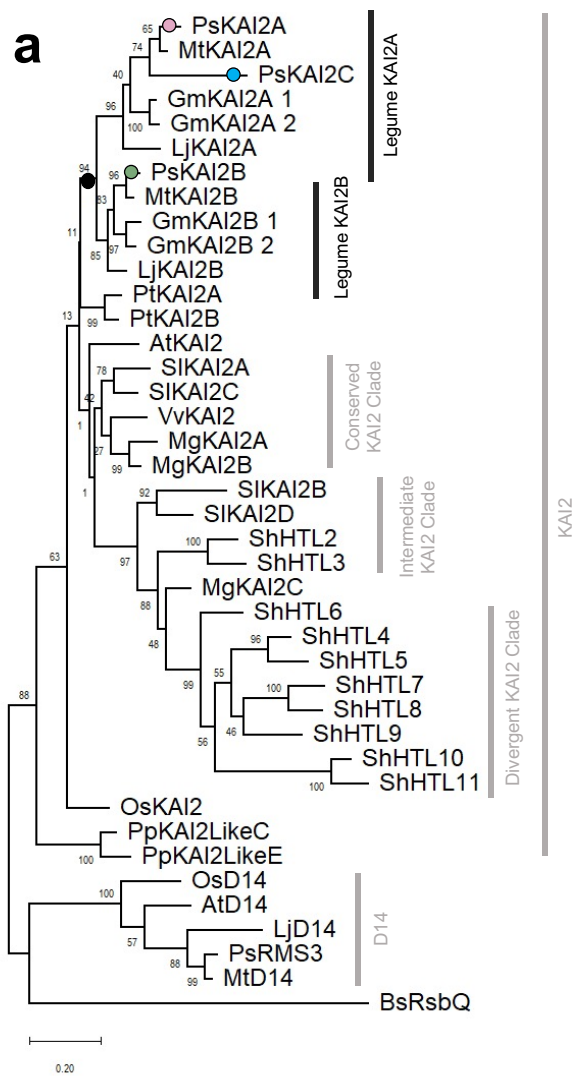 a
65
PsKAI2A
74
MtKAI2A
40
PsKAI2C
96
GmKAI2A 1
100
GmKAI2A 2
LjKAI2A
Legume KAI2A
94
96
PsKAI2B
83
MtKAI2B
GmKAI2B 1
97
GmKAI2B 2
85
LjKAI2B
Legume KAI2B
11
PtKAI2A
99
PtKAI2B
13
AtKAI2
78
SlKAI2A
42
SlKAI2C
1
VvKAI2
27
MgKAI2A
99
MgKAI2B
Conserved
KAI2 Clade
1
92
SlKAI2B
SlKAI2D
97
100
ShHTL2
ShHTL3
Intermediate
KAI2 Clade
KAI2
63
88
MgKAI2C
48
ShHTL6
99
96
ShHTL4
55
ShHTL5
100
ShHTL7
ShHTL8
46
ShHTL9
56
ShHTL10
100
ShHTL11
Divergent KAI2 Clade
88
OsKAI2
PpKAI2LikeC
100
PpKAI2LikeE
100
OsD14
AtD14
57
LjD14
88
PsRMS3
99
MtD14
D14
BsRsbQ
0.20